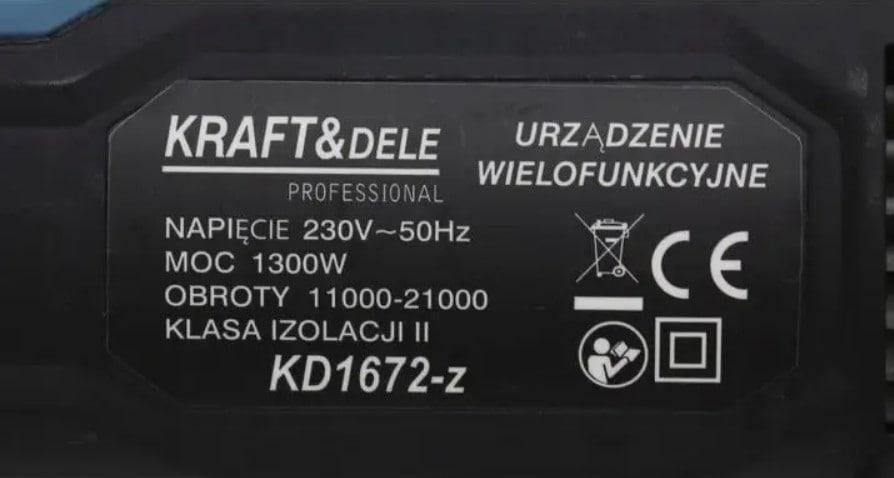 KRAFT&DELE
PROFESSIONAL
URZĄDZENIE
WIELOFUNKCYJNE
NAPIĘCIE 230V~50Hz
MOC 1300W
OBROTY 11000-21000
KLASA IZOLACJI II
KD1672-z
CE